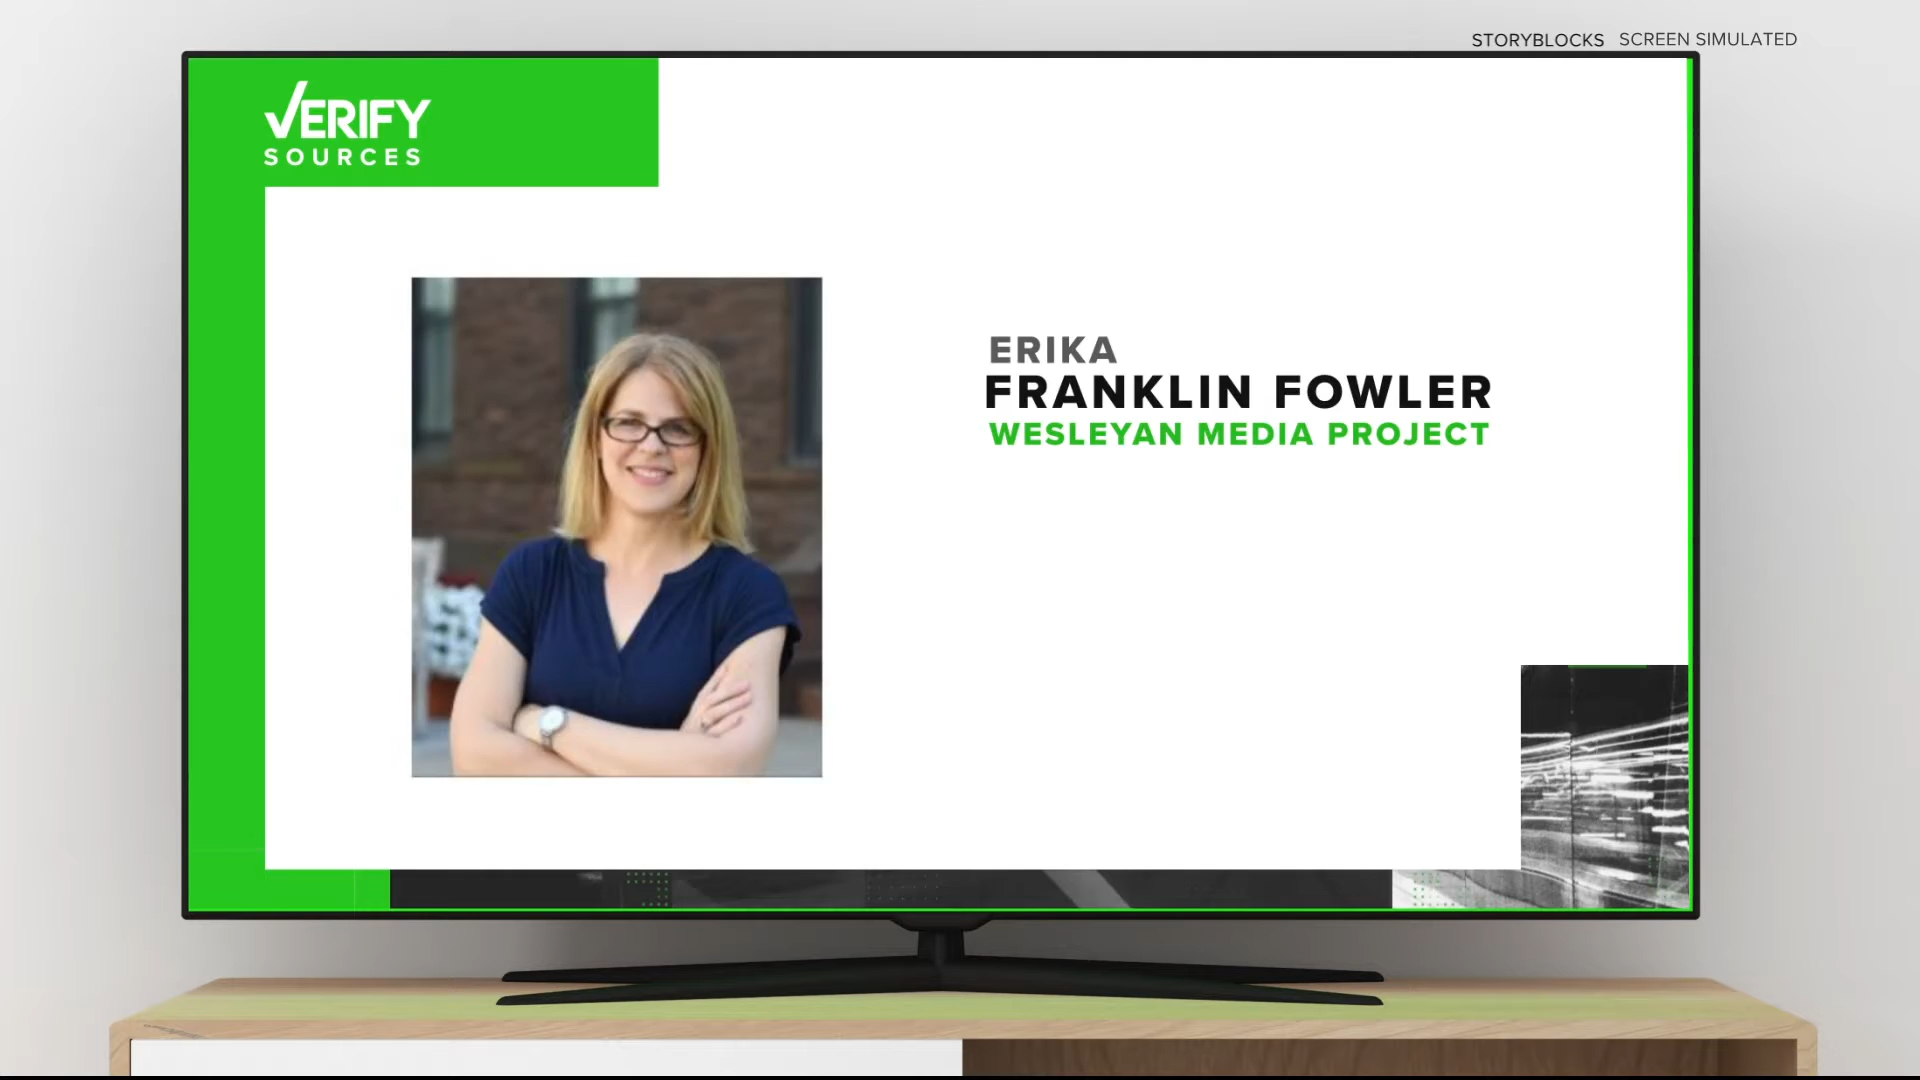 STORYBLOCKS SCREEN SIMULATED
VERIFY
SOURCES
ERIKA
FRANKLIN FOWLER
WESLEYAN MEDIA PROJECT